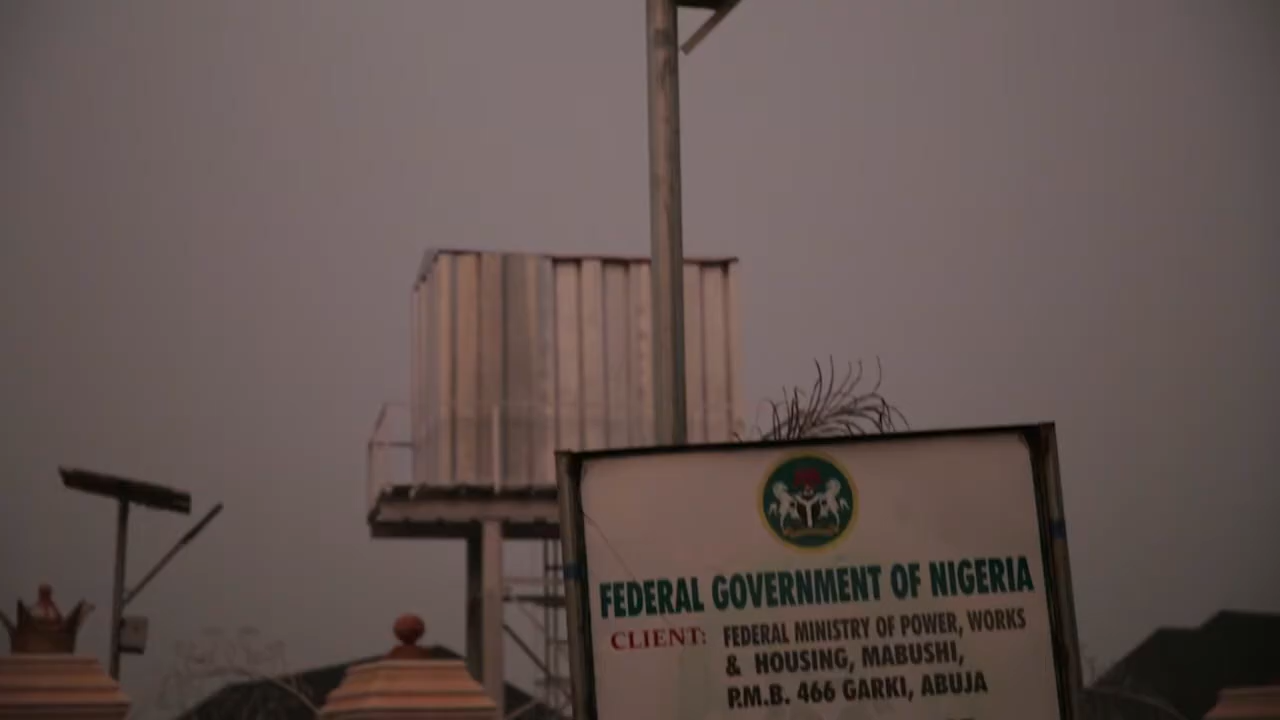 FEDERAL GOVERNMENT OF NIGERIA
CLIENT: FEDERAL MINISTRY OF POWER, WORKS
& HOUSING, MABUSHI,
P.M.B. 466 GARKI, ABUJA